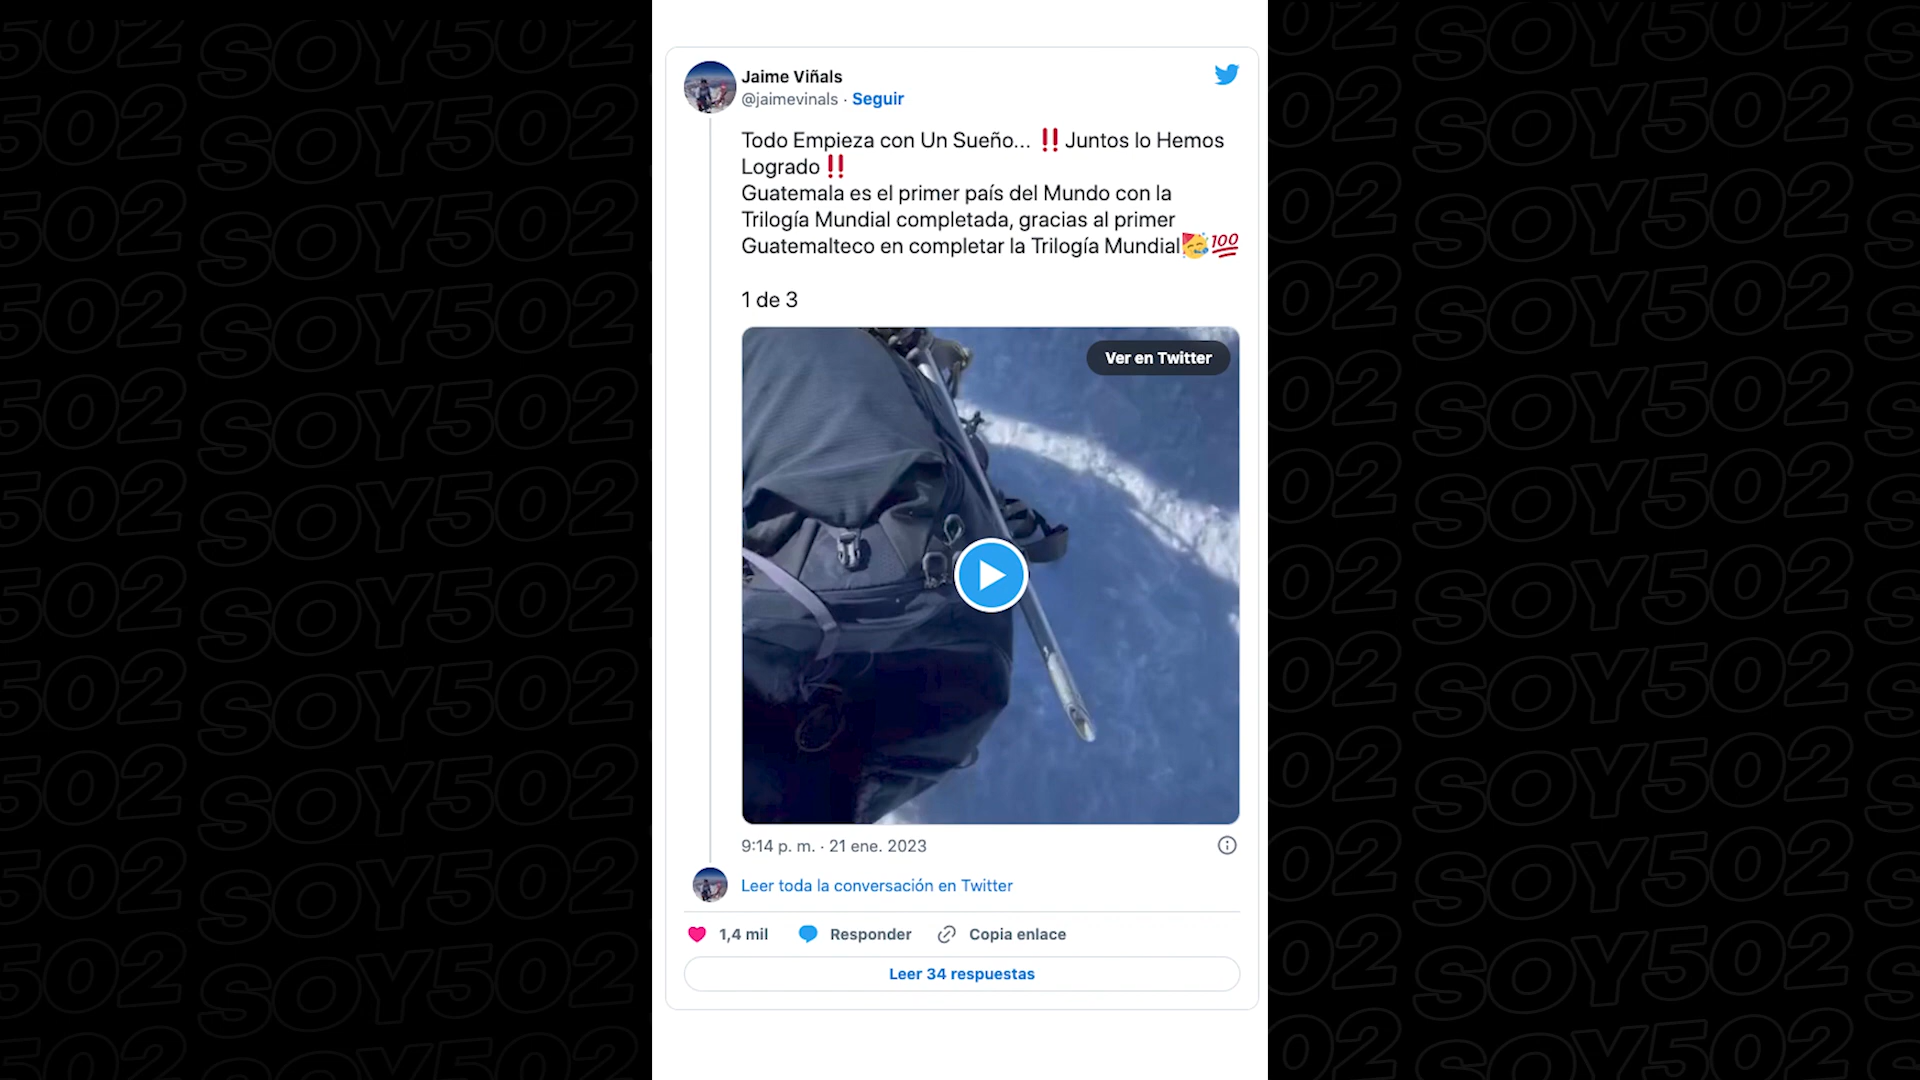 Jaime Viñals
@jaimevinals · Seguir
Todo Empieza con Un Sueño... ‼️Juntos lo Hemos
Logrado‼️
Guatemala es el primer país del Mundo con la
Trilogía Mundial completada, gracias al primer
Guatemalteco en completar la Trilogía Mundial🥳💯
1 de 3
Ver en Twitter
9:14 p. m. · 21 ene. 2023
Leer toda la conversación en Twitter
1,4 mil Responder Copia enlace
Leer 34 respuestas
SOY502